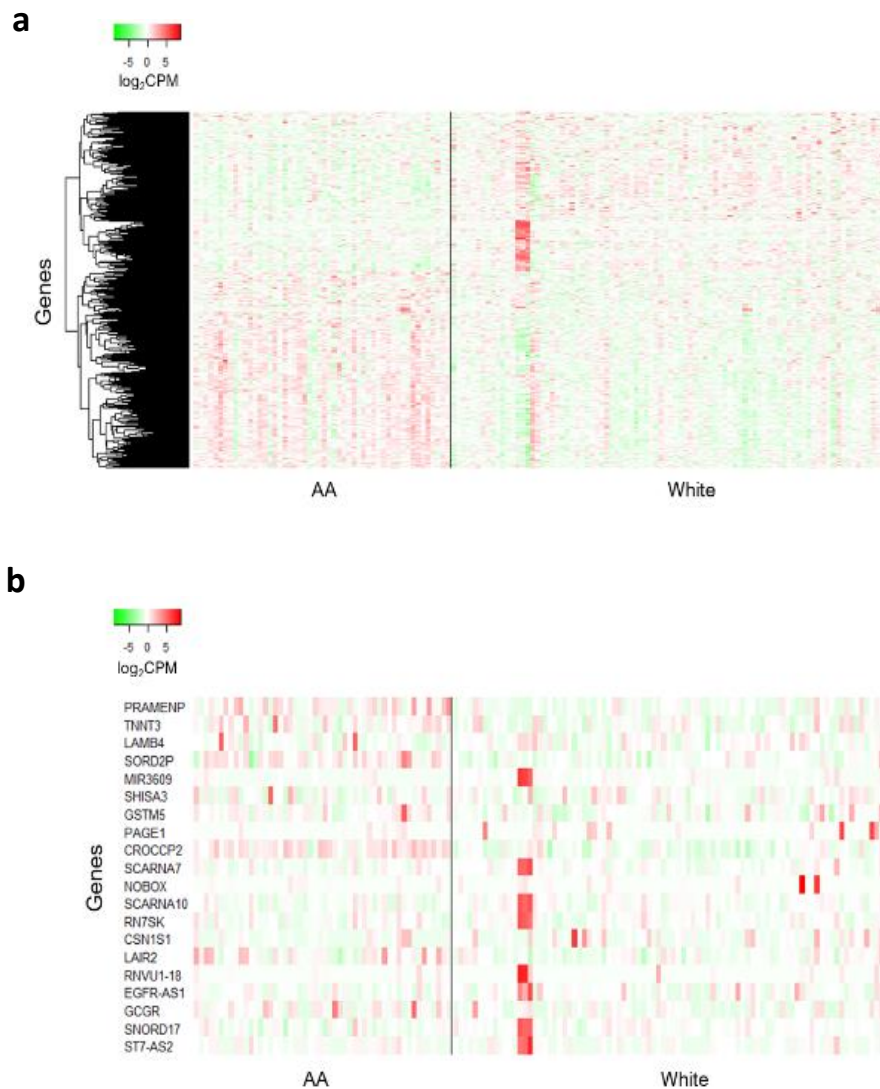 a
-5 0 5
log₂CPM
Genes
AA White
b
-5 0 5
log₂CPM
PRAMENP
TNNT3
LAMB4
SORD2P
MIR3609
SHISA3
GSTM5
PAGE1
CROCCP2
SCARNA7
NOBOX
SCARNA10
RN7SK
CSN1S1
LAIR2
RNVU1-18
EGFR-AS1
GCGR
SNORD17
ST7-AS2
Genes
AA White